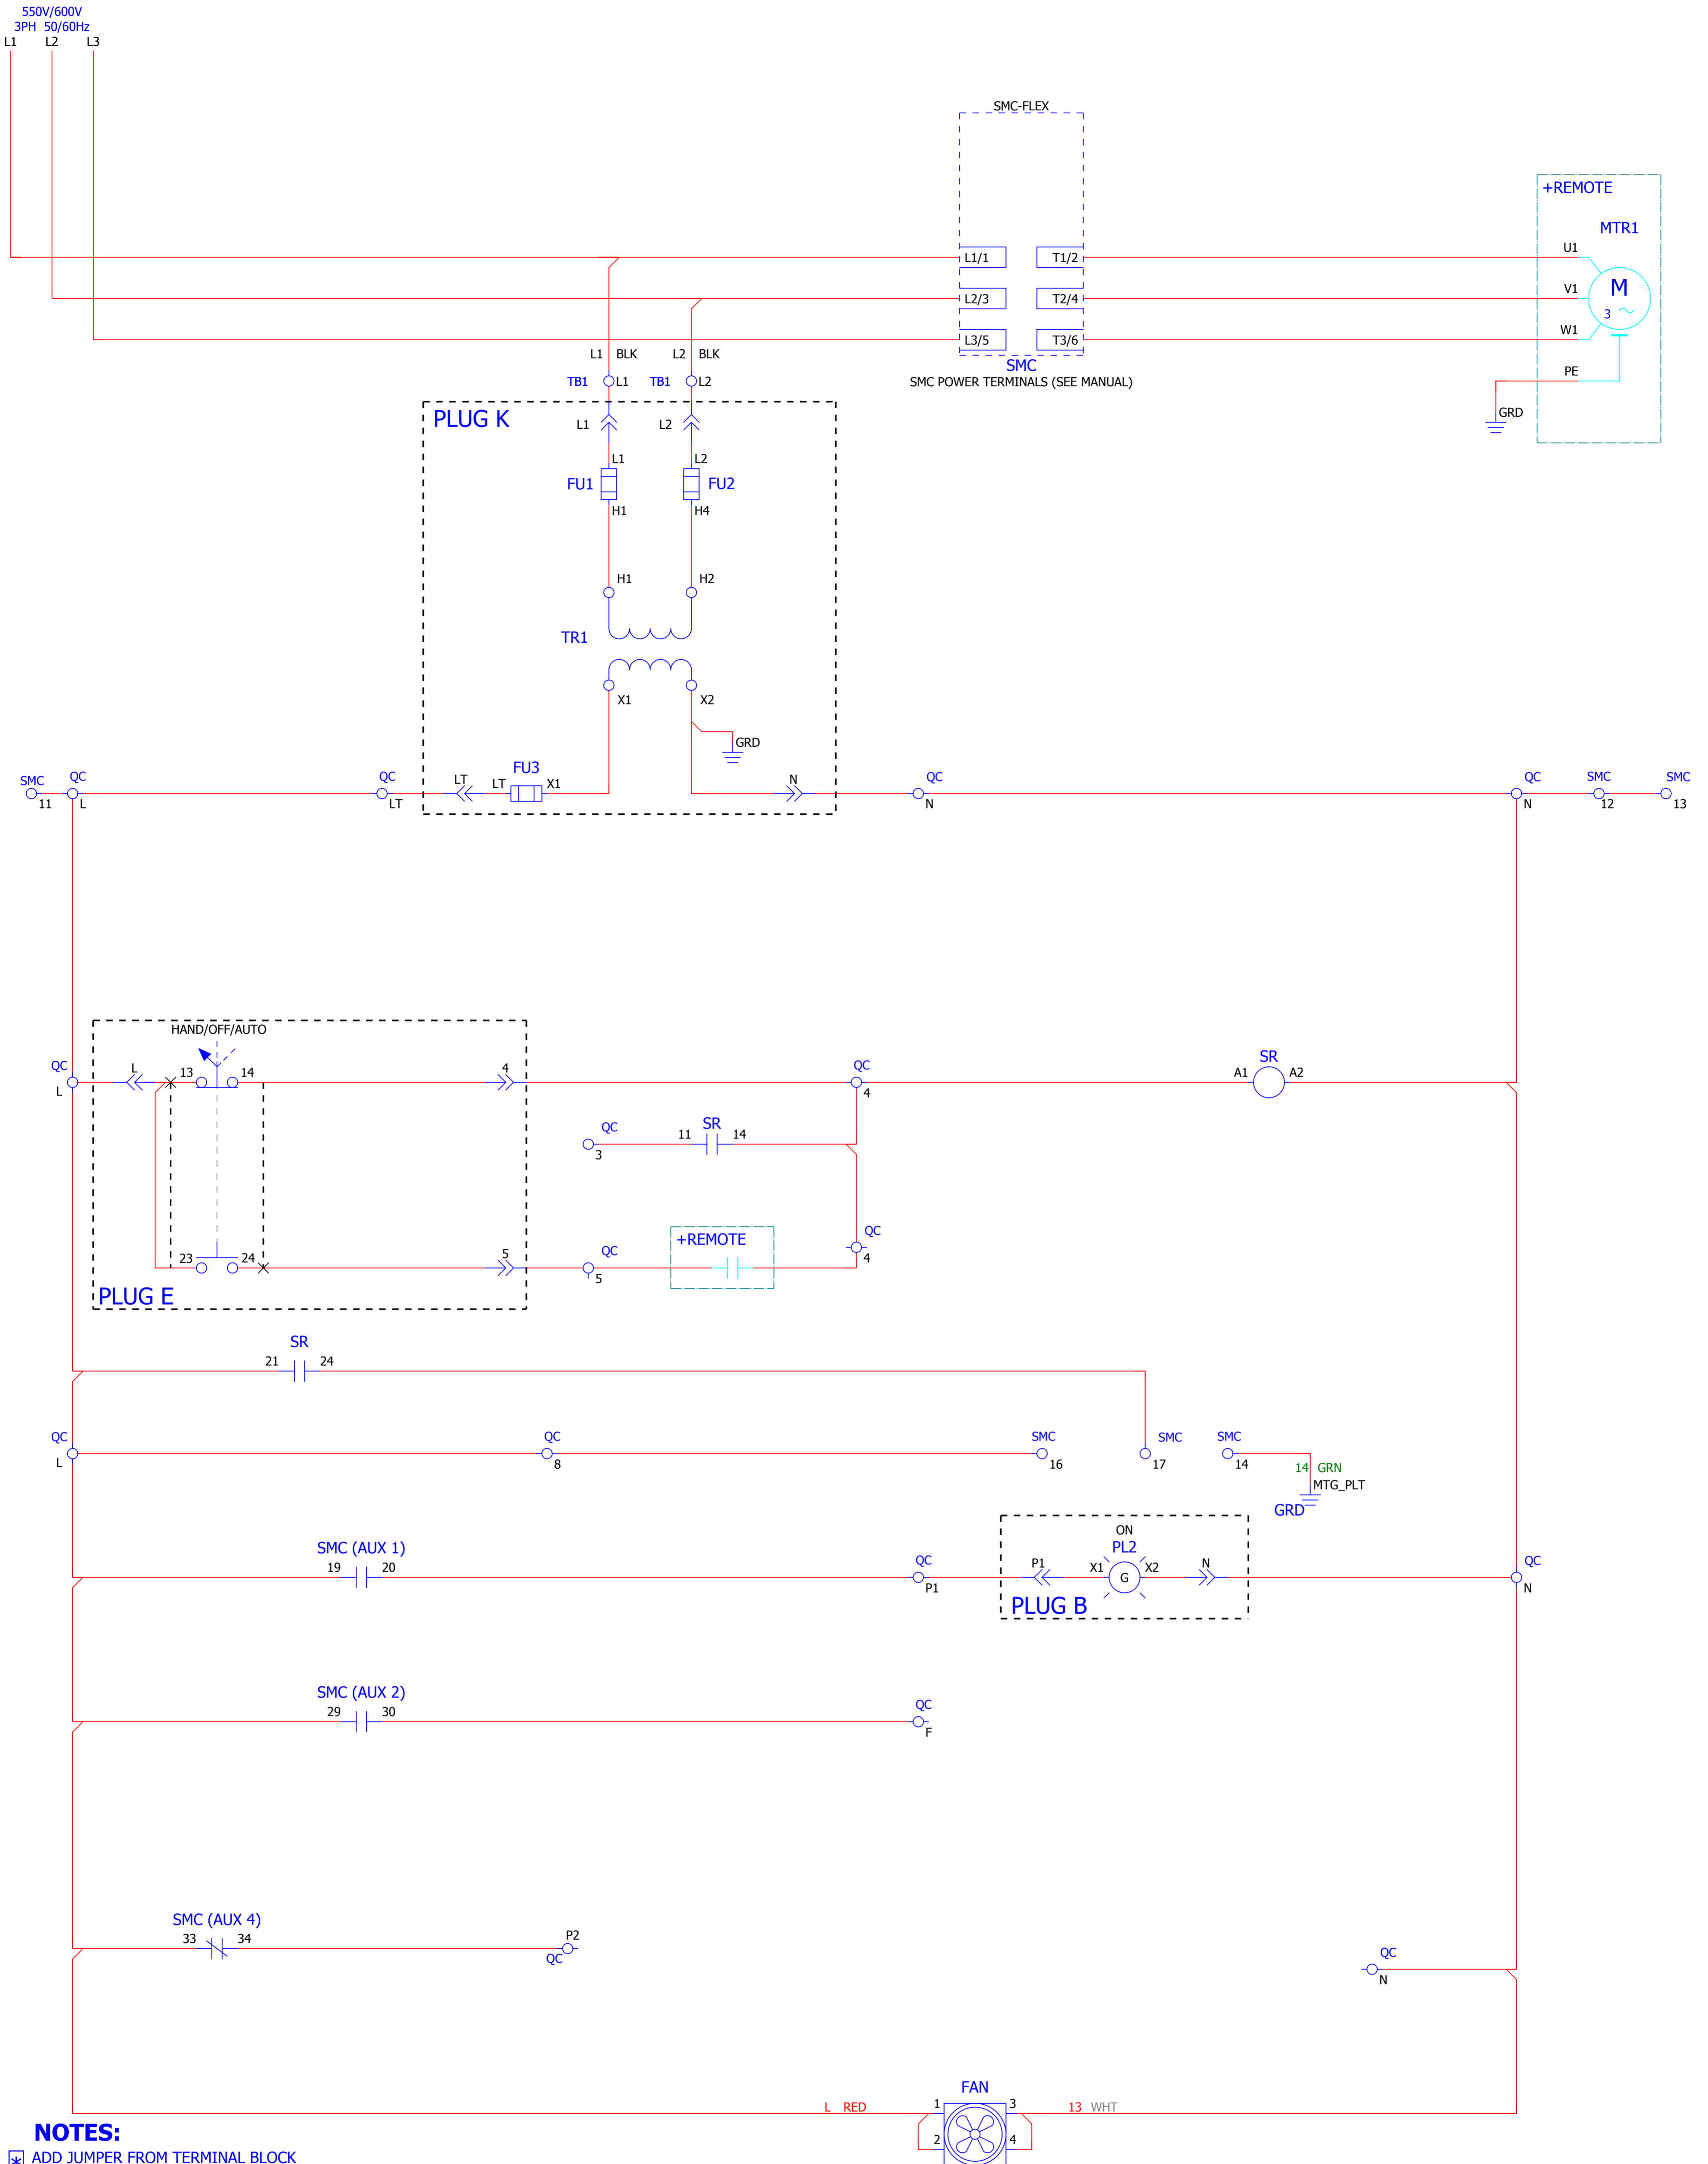 550V/600V
3PH 50/60Hz
L1 L2 L3
SMC-FLEX
+REMOTE
MTR1
U1
L1/1 T1/2
M
3
V1
L2/3 T2/4
W1
L3/5 T3/6
L1 BLK L2 BLK
SMC
SMC POWER TERMINALS (SEE MANUAL)
PE
TB1 L1 TB1 L2
GRD
PLUG K
L1 L2
L1 L2
FU1 FU2
H1 H4
H1 H2
TR1
X1 X2
GRD
SMC QC QC LT LT FU3 X1 N QC QC SMC SMC
11 L LT N N 12 13
HAND/OFF/AUTO
QC L 13 14 4 QC SR
L 4 A1 A2
QC SR
3 11 14
QC
4
+REMOTE
23 24 5 QC
5
PLUG E
SR
21 24
QC QC SMC SMC SMC
L 8 16 17 14
14 GRN
MTG_PLT
GRD
ON
SMC (AUX 1) PL2
19 20 QC P1 X1 G X2 N QC
P1 N
PLUG B
SMC (AUX 2)
29 30 QC
F
SMC (AUX 4)
33 34 P2
QC
QC
N
FAN
L RED 1 3 13 WHT
2 4
NOTES:
* ADD JUMPER FROM TERMINAL BLOCK